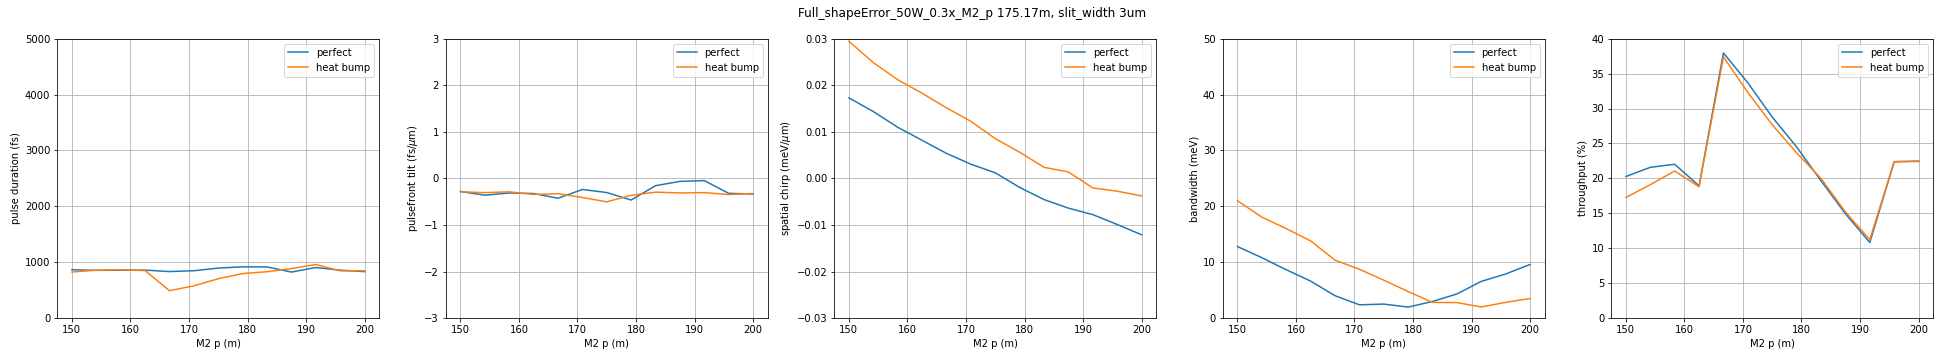 Full_shapeError_50W_0.3x_M2_p 175.17m, slit_width 3um
pulse duration (fs)
5000
4000
3000
2000
1000
0
perfect
heat bump
150 160 170 180 190 200
M2 p (m)
pulsefront tilt (fs/μm)
3
2
1
0
−1
−2
−3
perfect
heat bump
150 160 170 180 190 200
M2 p (m)
spatial chirp (meV/μm)
0.03
0.02
0.01
0.00
−0.01
−0.02
−0.03
perfect
heat bump
150 160 170 180 190 200
M2 p (m)
bandwidth (meV)
50
40
30
20
10
0
perfect
heat bump
150 160 170 180 190 200
M2 p (m)
throughput (%)
40
35
30
25
20
15
10
5
0
perfect
heat bump
150 160 170 180 190 200
M2 p (m)